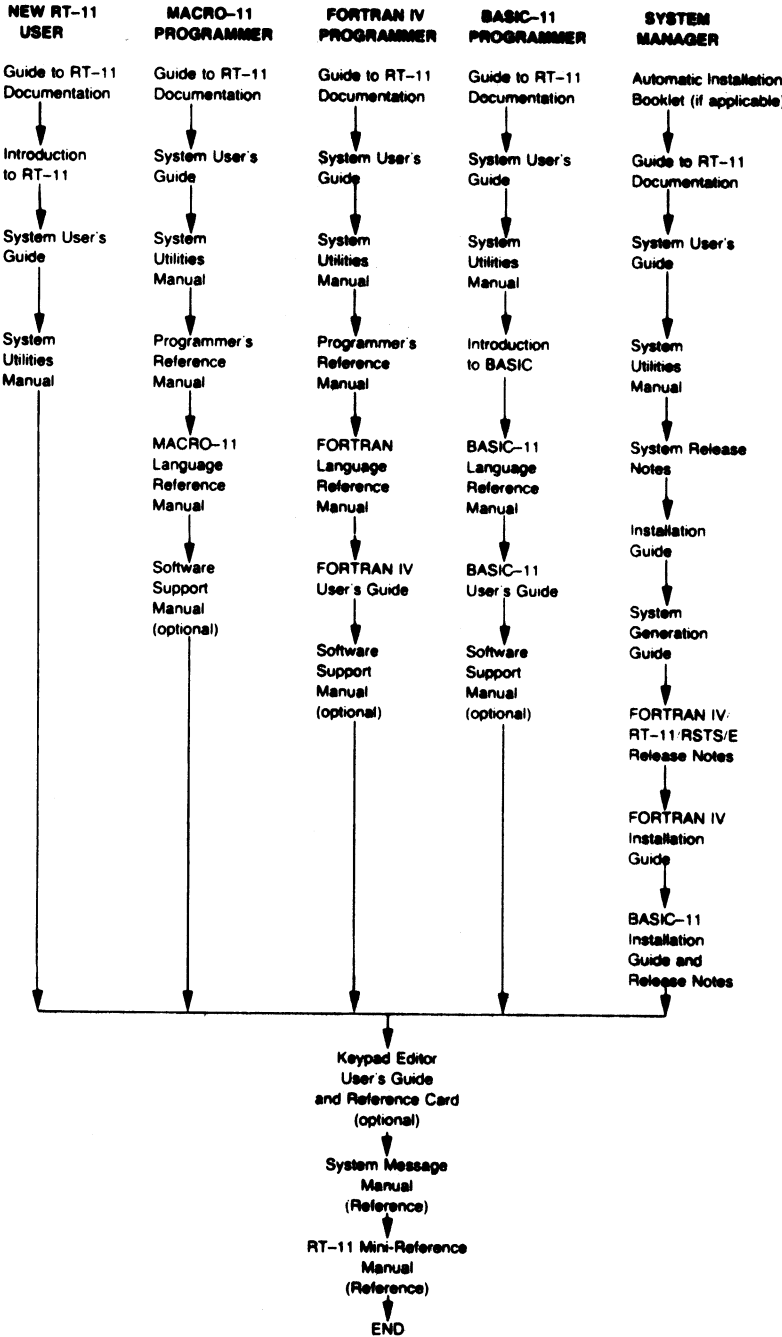 NEW RT-11
USER
Guide to RT-11
Documentation
Introduction
to RT-11
System User's
Guide
System
Utilities
Manual
MACRO-11
PROGRAMMER
Guide to RT-11
Documentation
System User's
Guide
System
Utilities
Manual
Programmer's
Reference
Manual
MACRO-11
Language
Reference
Manual
Software
Support
Manual
(optional)
FORTRAN IV
PROGRAMMER
Guide to RT-11
Documentation
System User's
Guide
System
Utilities
Manual
Programmer's
Reference
Manual
FORTRAN
Language
Reference
Manual
FORTRAN IV
User's Guide
Software
Support
Manual
(optional)
BASIC-11
PROGRAMMER
Guide to RT-11
Documentation
System User's
Guide
System
Utilities
Manual
Introduction
to BASIC
BASIC-11
Language
Reference
Manual
BASIC-11
User's Guide
Software
Support
Manual
(optional)
SYSTEM
MANAGER
Automatic Installation
Booklet (if applicable)
Guide to RT-11
Documentation
System User's
Guide
System
Utilities
Manual
System Release
Notes
Installation
Guide
System
Generation
Guide
FORTRAN IV/
RT-11/RSTS/E
Release Notes
FORTRAN IV
Installation
Guide
BASIC-11
Installation
Guide and
Release Notes
Keypad Editor
User's Guide
and Reference Card
(optional)
System Message
Manual
(Reference)
RT-11 Mini-Reference
Manual
(Reference)
END